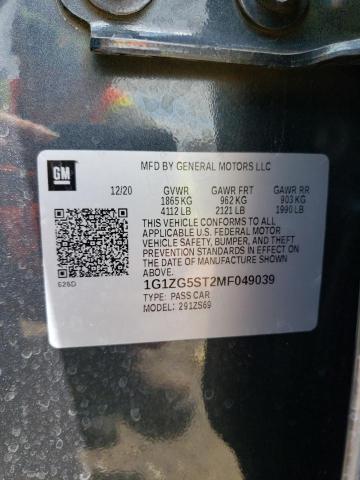 GM
MFD BY GENERAL MOTORS LLC
12/20 GVWR GAWR FRT GAWR RR
1865 KG 962 KG 903 KG
4112 LB 2121 LB 1990 LB
THIS VEHICLE CONFORMS TO ALL
APPLICABLE U.S. FEDERAL MOTOR
VEHICLE SAFETY, BUMPER, AND THEFT
PREVENTION STANDARDS IN EFFECT ON
THE DATE OF MANUFACTURE SHOWN
ABOVE.
525D
1G1ZG5ST2MF049039
TYPE: PASS CAR
MODEL: 291ZS69